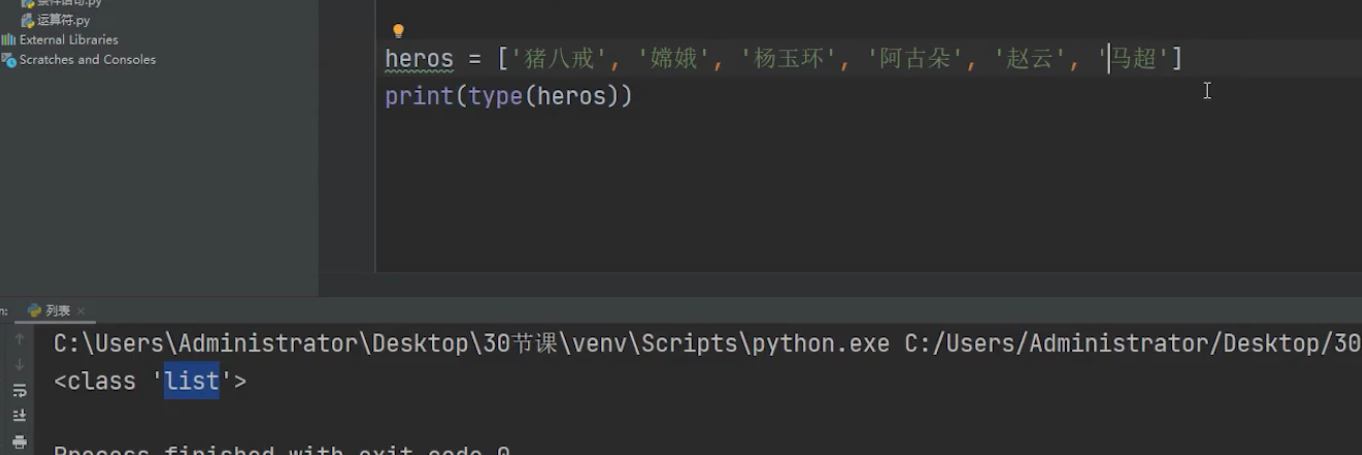 运算符.py
External Libraries
Scratches and Consoles
heros = ['猪八戒', '嫦娥', '杨玉环', '阿古朵', '赵云', '马超']
print(type(heros))
列表
C:\Users\Administrator\Desktop\30节课\venv\Scripts\python.exe C:/Users/Administrator/Desktop/30
<class 'list'>
Process finished with exit code 0